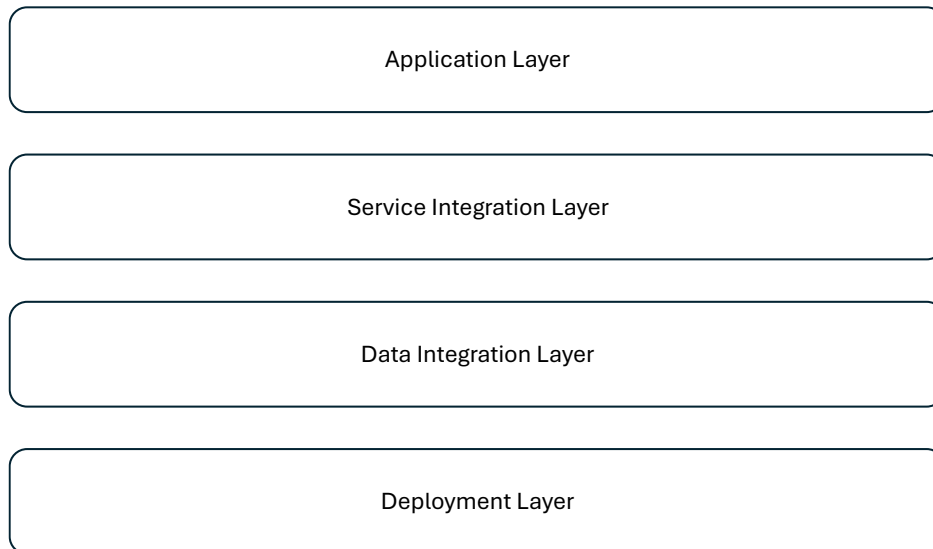 Application Layer
Service Integration Layer
Data Integration Layer
Deployment Layer